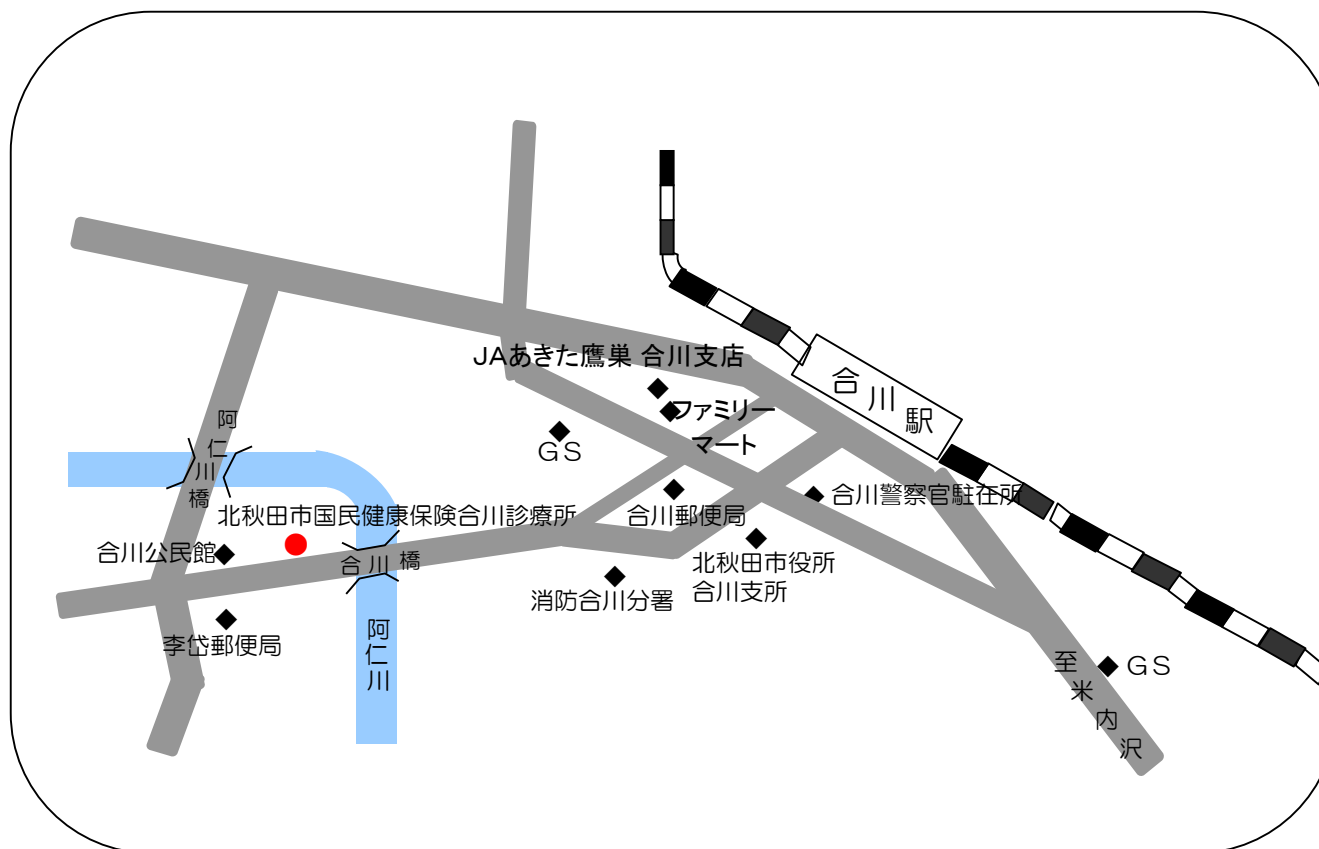 JAあきた鷹巣 合川支店
合川駅
ファミリー
マート
GS
阿仁川橋
合川警察官駐在所
北秋田市国民健康保険合川診療所
合川郵便局
合川公民館
合川橋
北秋田市役所
合川支所
消防合川分署
李岱郵便局
阿仁川
至米内沢
GS